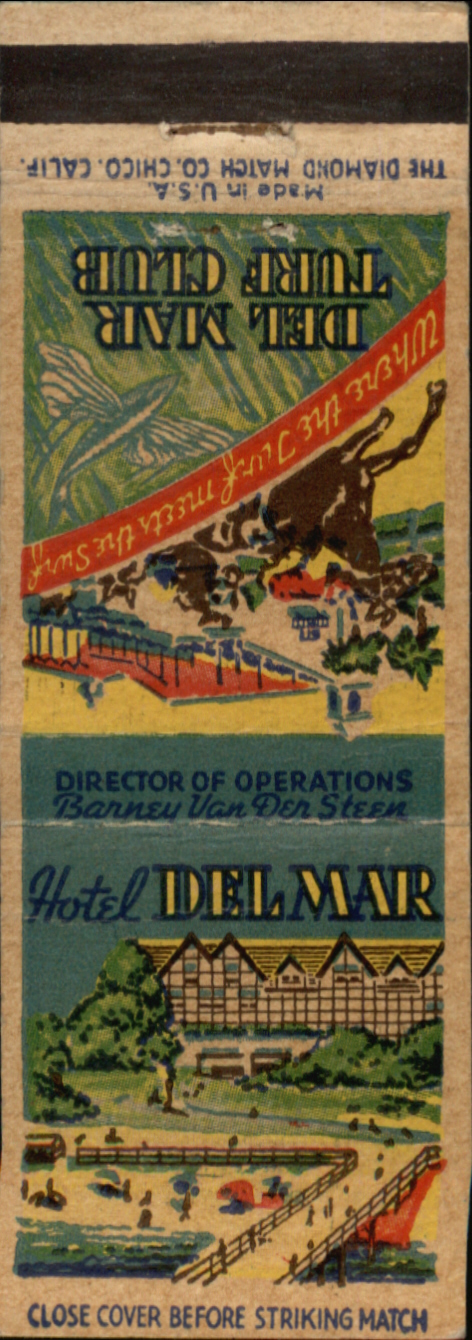 THE DIAMOND MATCH CO. CHICO. CALIF.
Made in U.S.A.
DEL MAR
TURF CLUB
Where the Turf meets the Surf
DIRECTOR OF OPERATIONS
Barney Van Der Steen
Hotel DEL MAR
CLOSE COVER BEFORE STRIKING MATCH